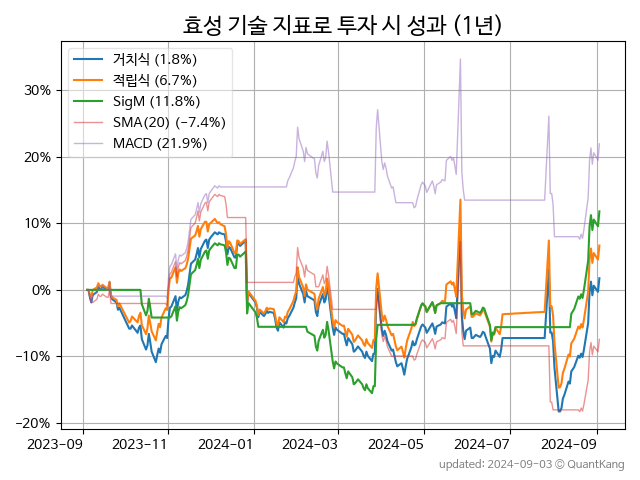 효성 기술 지표로 투자 시 성과 (1년)
거치식 (1.8%)
적립식 (6.7%)
SigM (11.8%)
SMA(20) (−7.4%)
MACD (21.9%)
30%
20%
10%
0%
−10%
−20%
2023-09 2023-11 2024-01 2024-03 2024-05 2024-07 2024-09
updated: 2024-09-03 © QuantKang